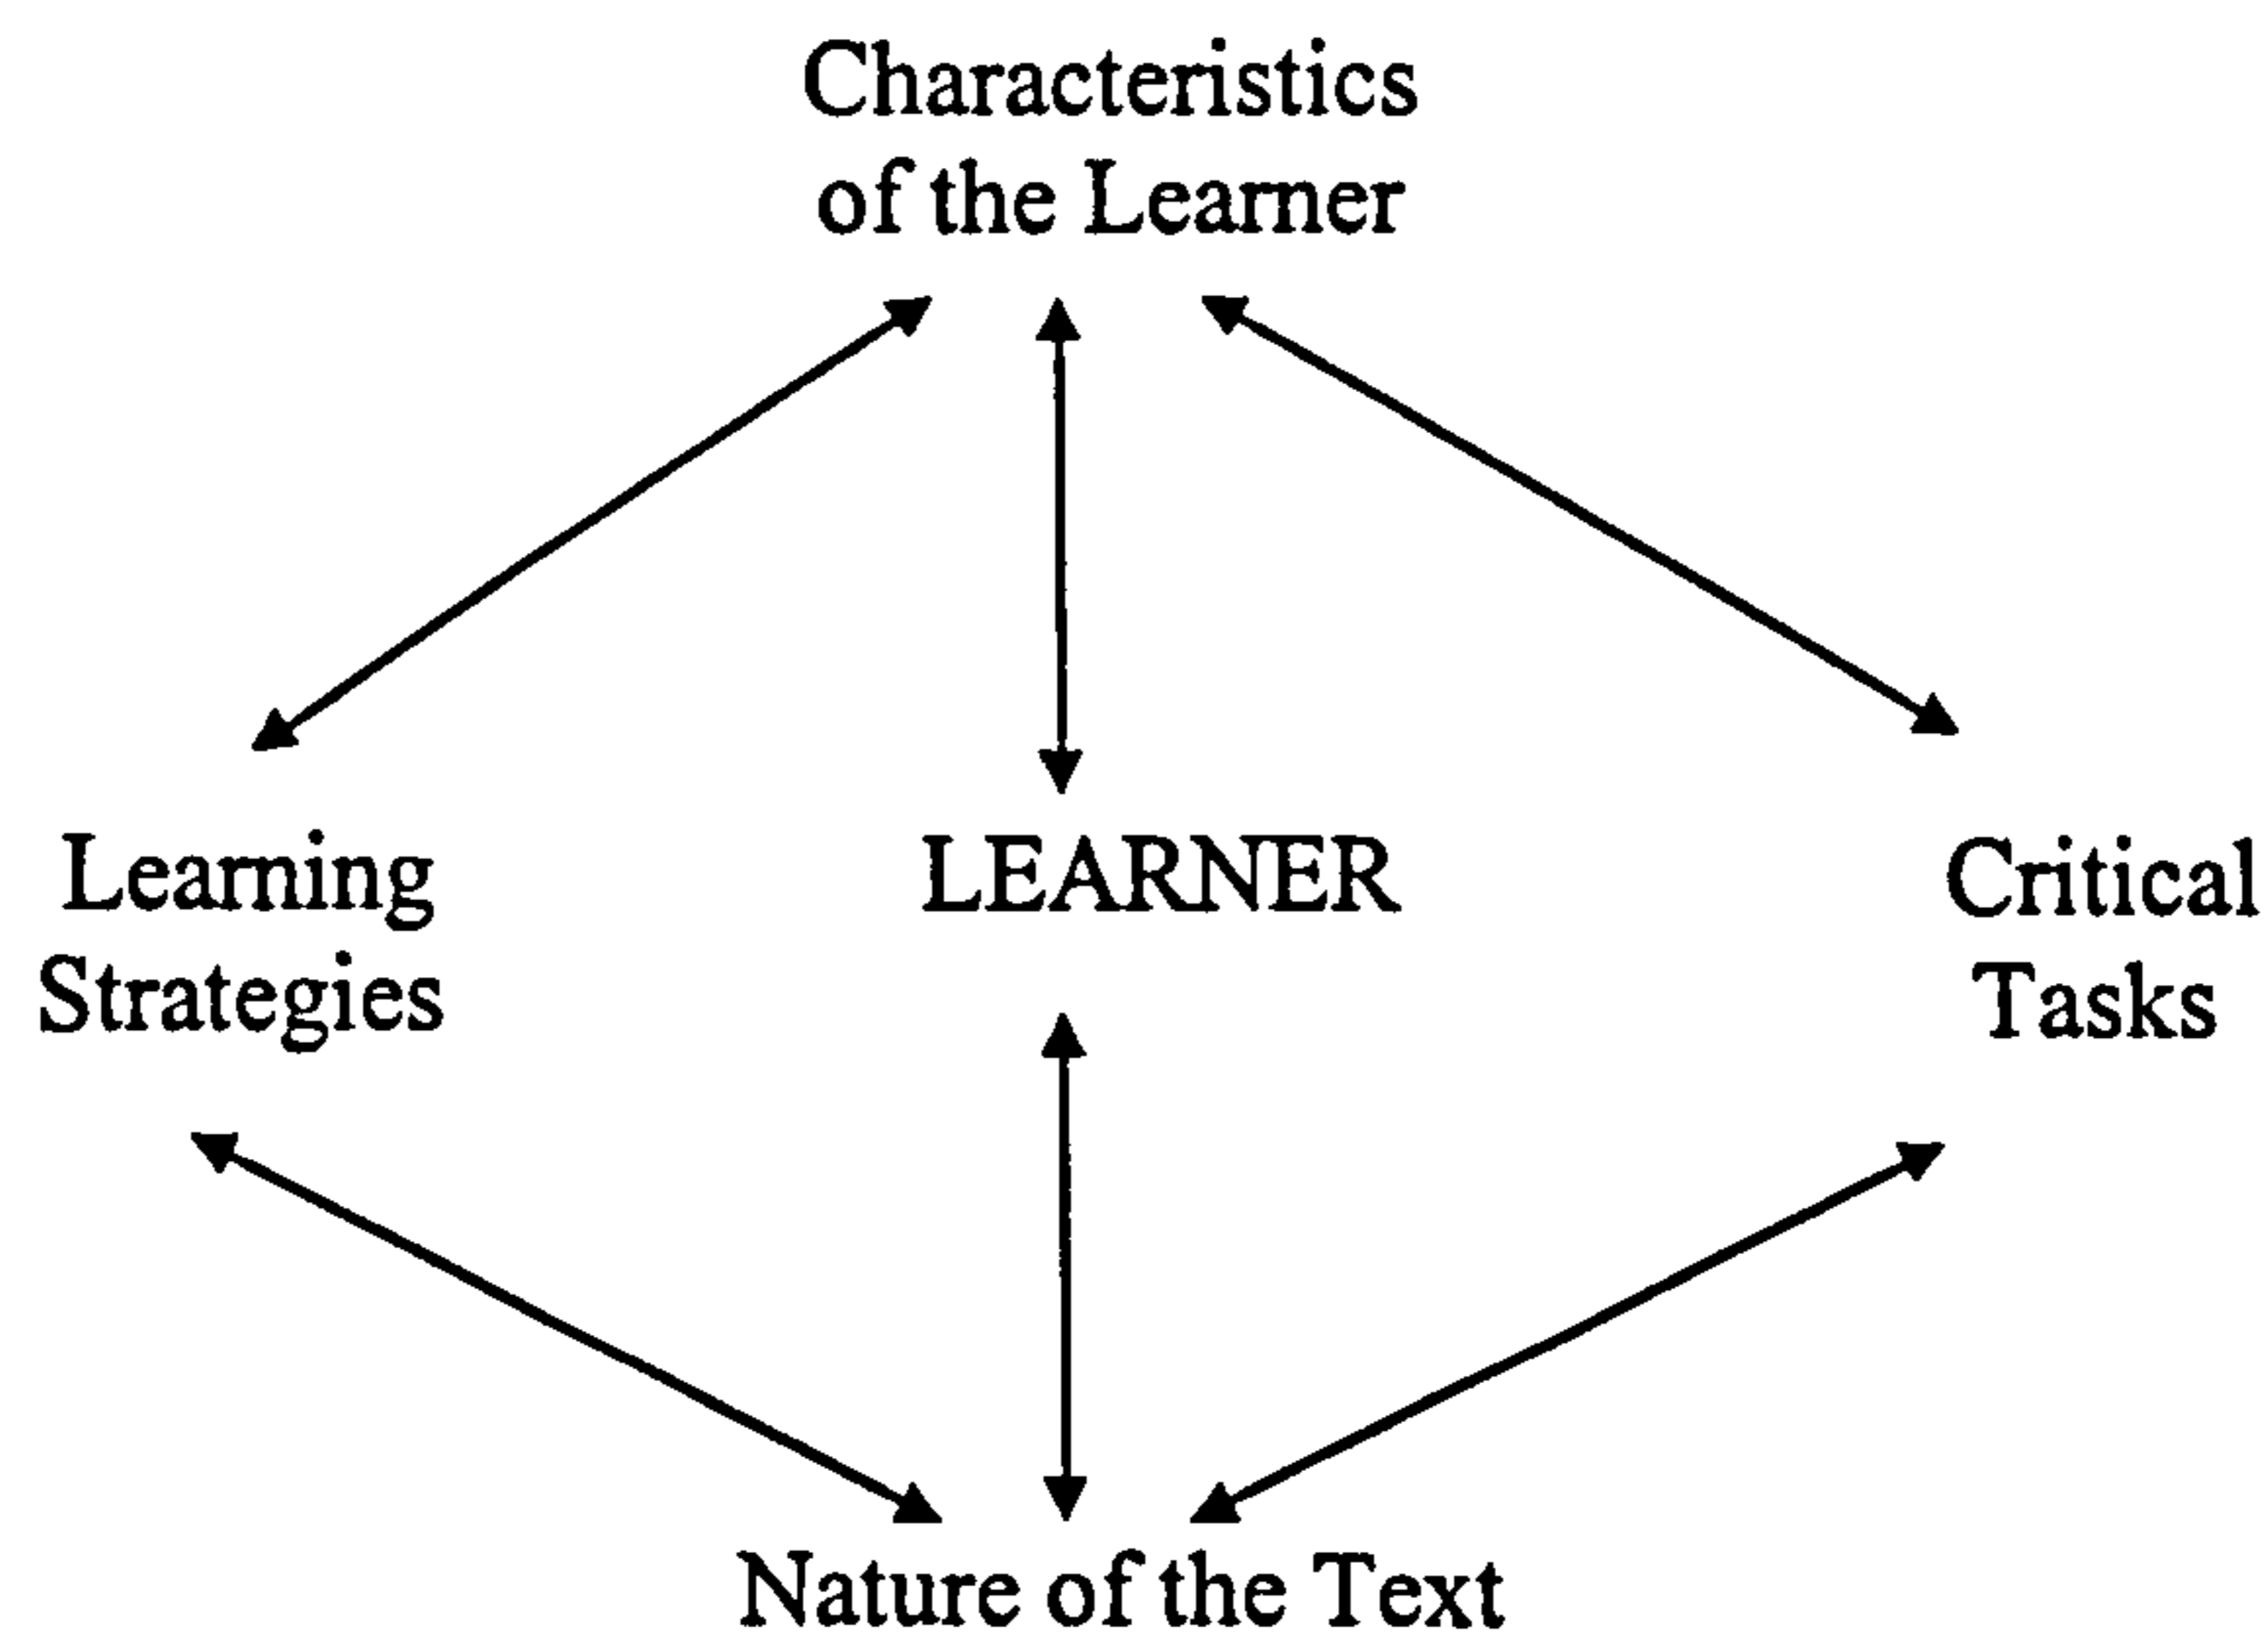 Characteristics
of the Learner
Learning
Strategies
LEARNER
Critical
Tasks
Nature of the Text